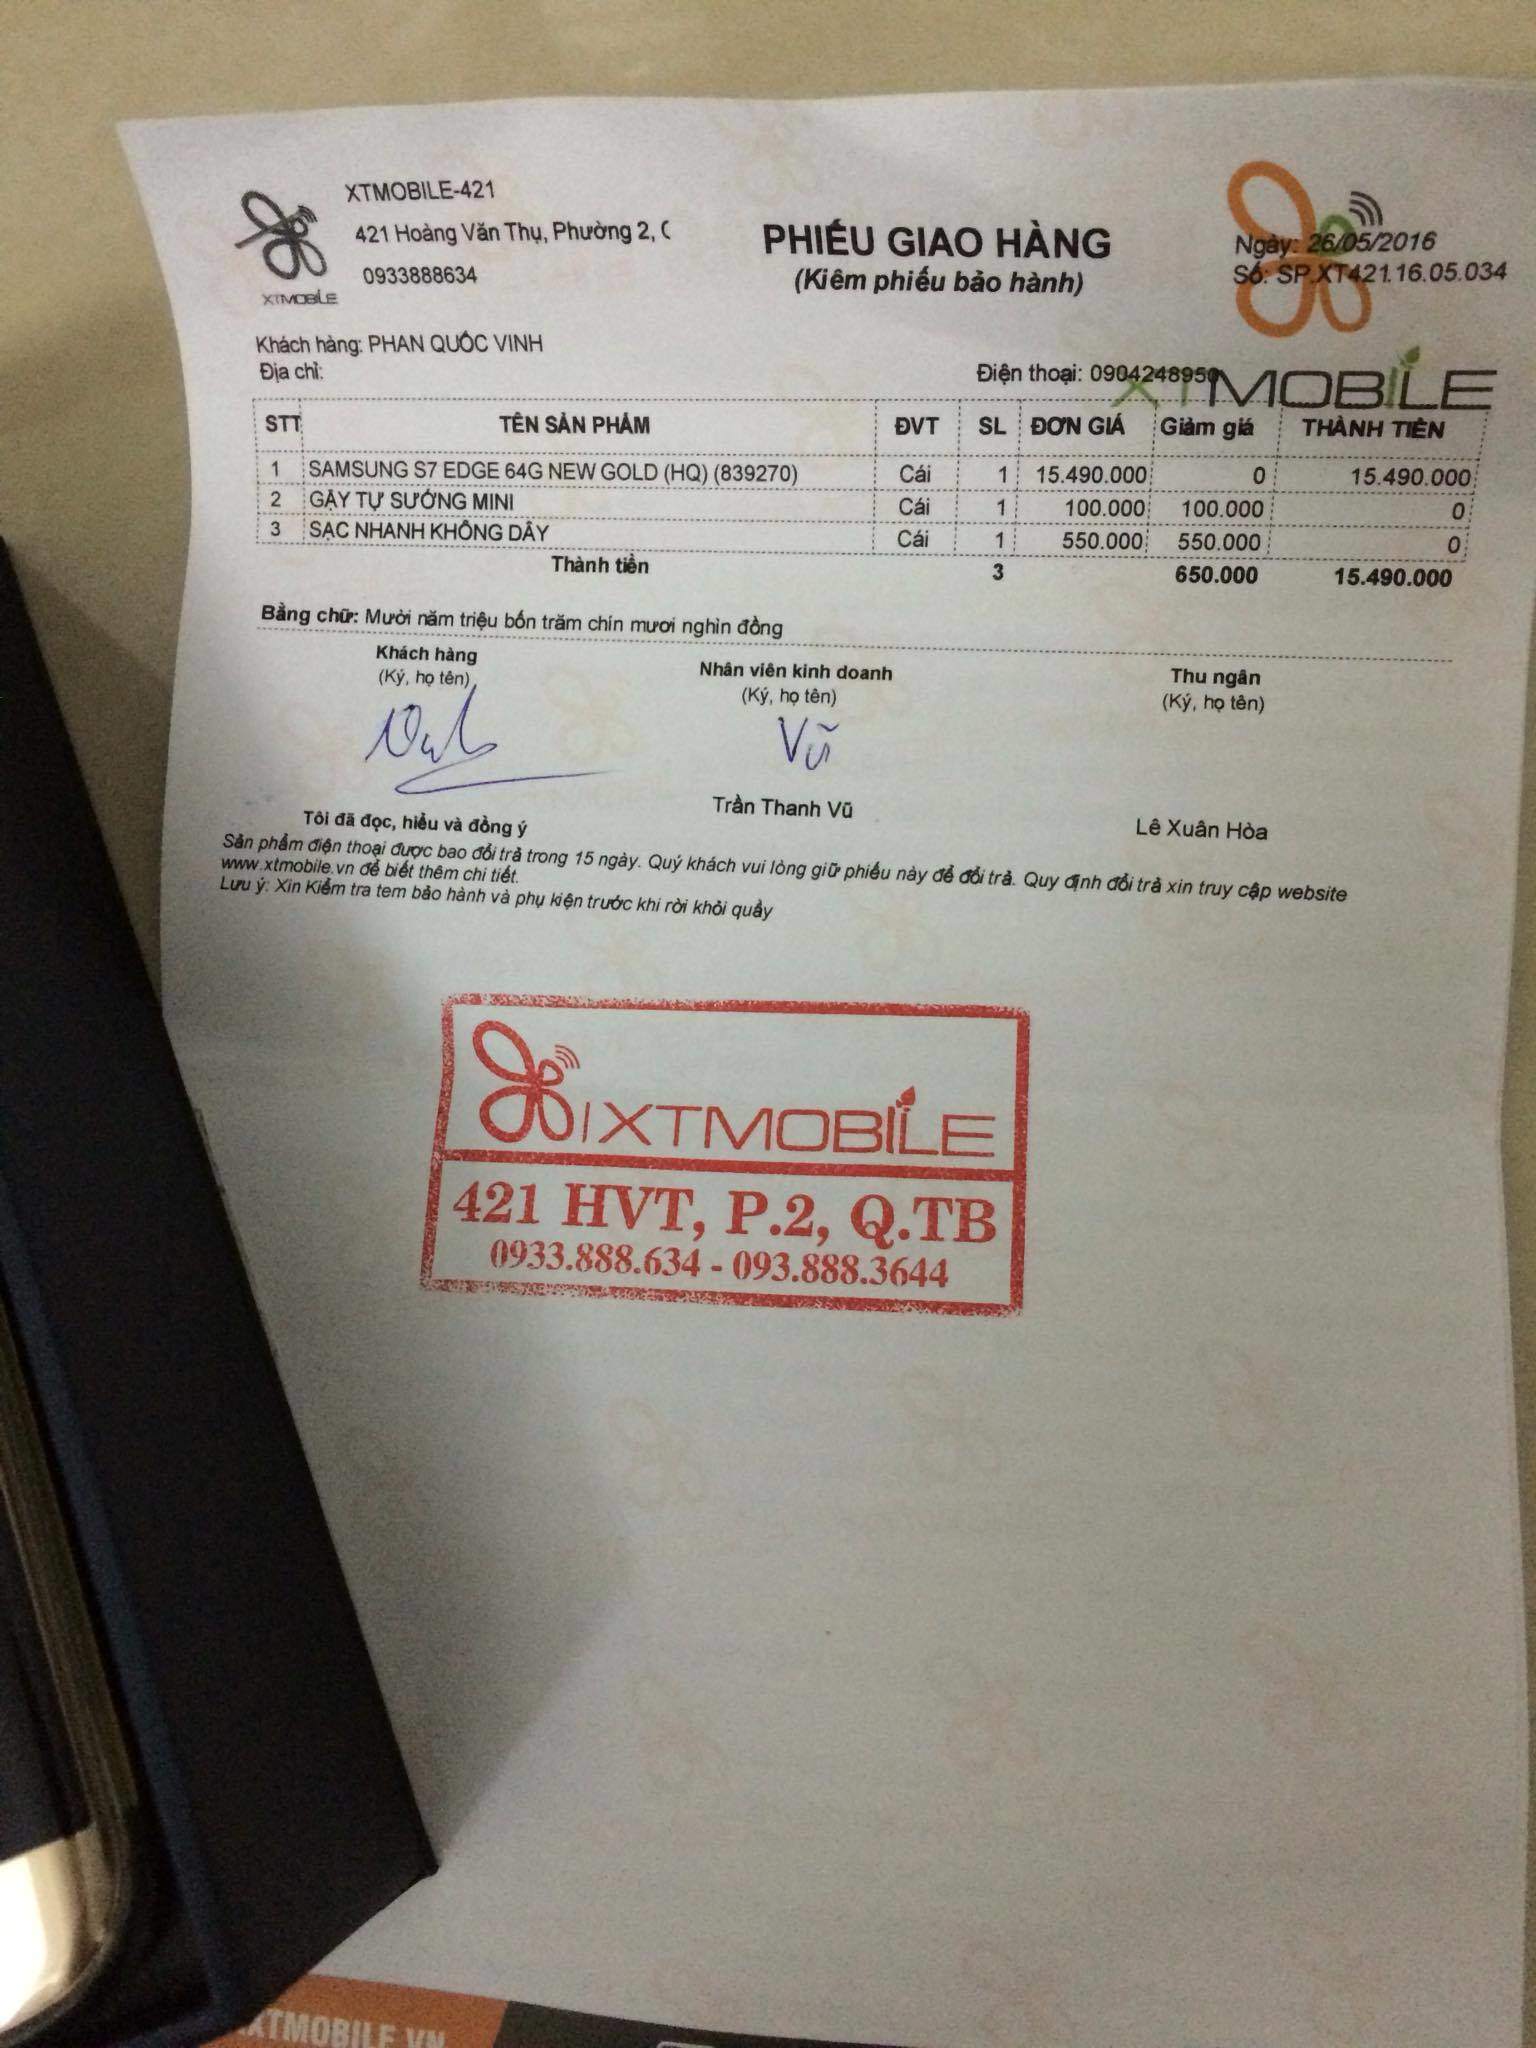 XTMOBILE-421
421 Hoàng Văn Thụ, Phường 2,
0933888634
XTMOBILE
PHIẾU GIAO HÀNG
(Kiêm phiếu bảo hành)
Ngày: 26/05/2016
Số: SP.XT421.16.05.034
XTMOBILE
Khách hàng: PHAN QUỐC VINH
Địa chỉ:
Điện thoại: 0904248950
STT TÊN SẢN PHẨM ĐVT SL ĐƠN GIÁ Giảm giá THÀNH TIỀN
1 SAMSUNG S7 EDGE 64G NEW GOLD (HQ) (839270) Cái 1 15.490.000 0 15.490.000
2 GẬY TỰ SƯỚNG MINI Cái 1 100.000 100.000 0
3 SẠC NHANH KHÔNG DÂY Cái 1 550.000 550.000 0
Thành tiền 3 650.000 15.490.000
Bằng chữ: Mười năm triệu bốn trăm chín mươi nghìn đồng
Khách hàng Nhân viên kinh doanh Thu ngân
(Ký, họ tên) (Ký, họ tên) (Ký, họ tên)
Vũ
Trần Thanh Vũ Lê Xuân Hòa
Tôi đã đọc, hiểu và đồng ý
Sản phẩm điện thoại được bao đổi trả trong 15 ngày. Quý khách vui lòng giữ phiếu này để đổi trả. Quy định đổi trả xin truy cập website
www.xtmobile.vn để biết thêm chi tiết.
Lưu ý: Xin Kiểm tra tem bảo hành và phụ kiện trước khi rời khỏi quầy
XTMOBILE
421 HVT, P.2, Q.TB
0933.888.634 - 093.888.3644
XTMOBILE.VN